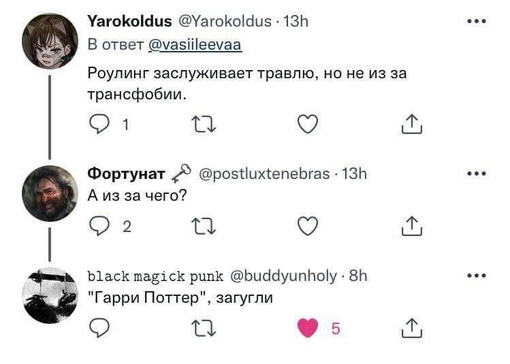 Yarokoldus @Yarokoldus · 13h
В ответ @vasiileevaa
Роулинг заслуживает травлю, но не из за
трансфобии.
1
Фортунат 🗝 @postluxtenebras · 13h
А из за чего?
2
black magick punk @buddyunholy · 8h
"Гарри Поттер", загугли
5